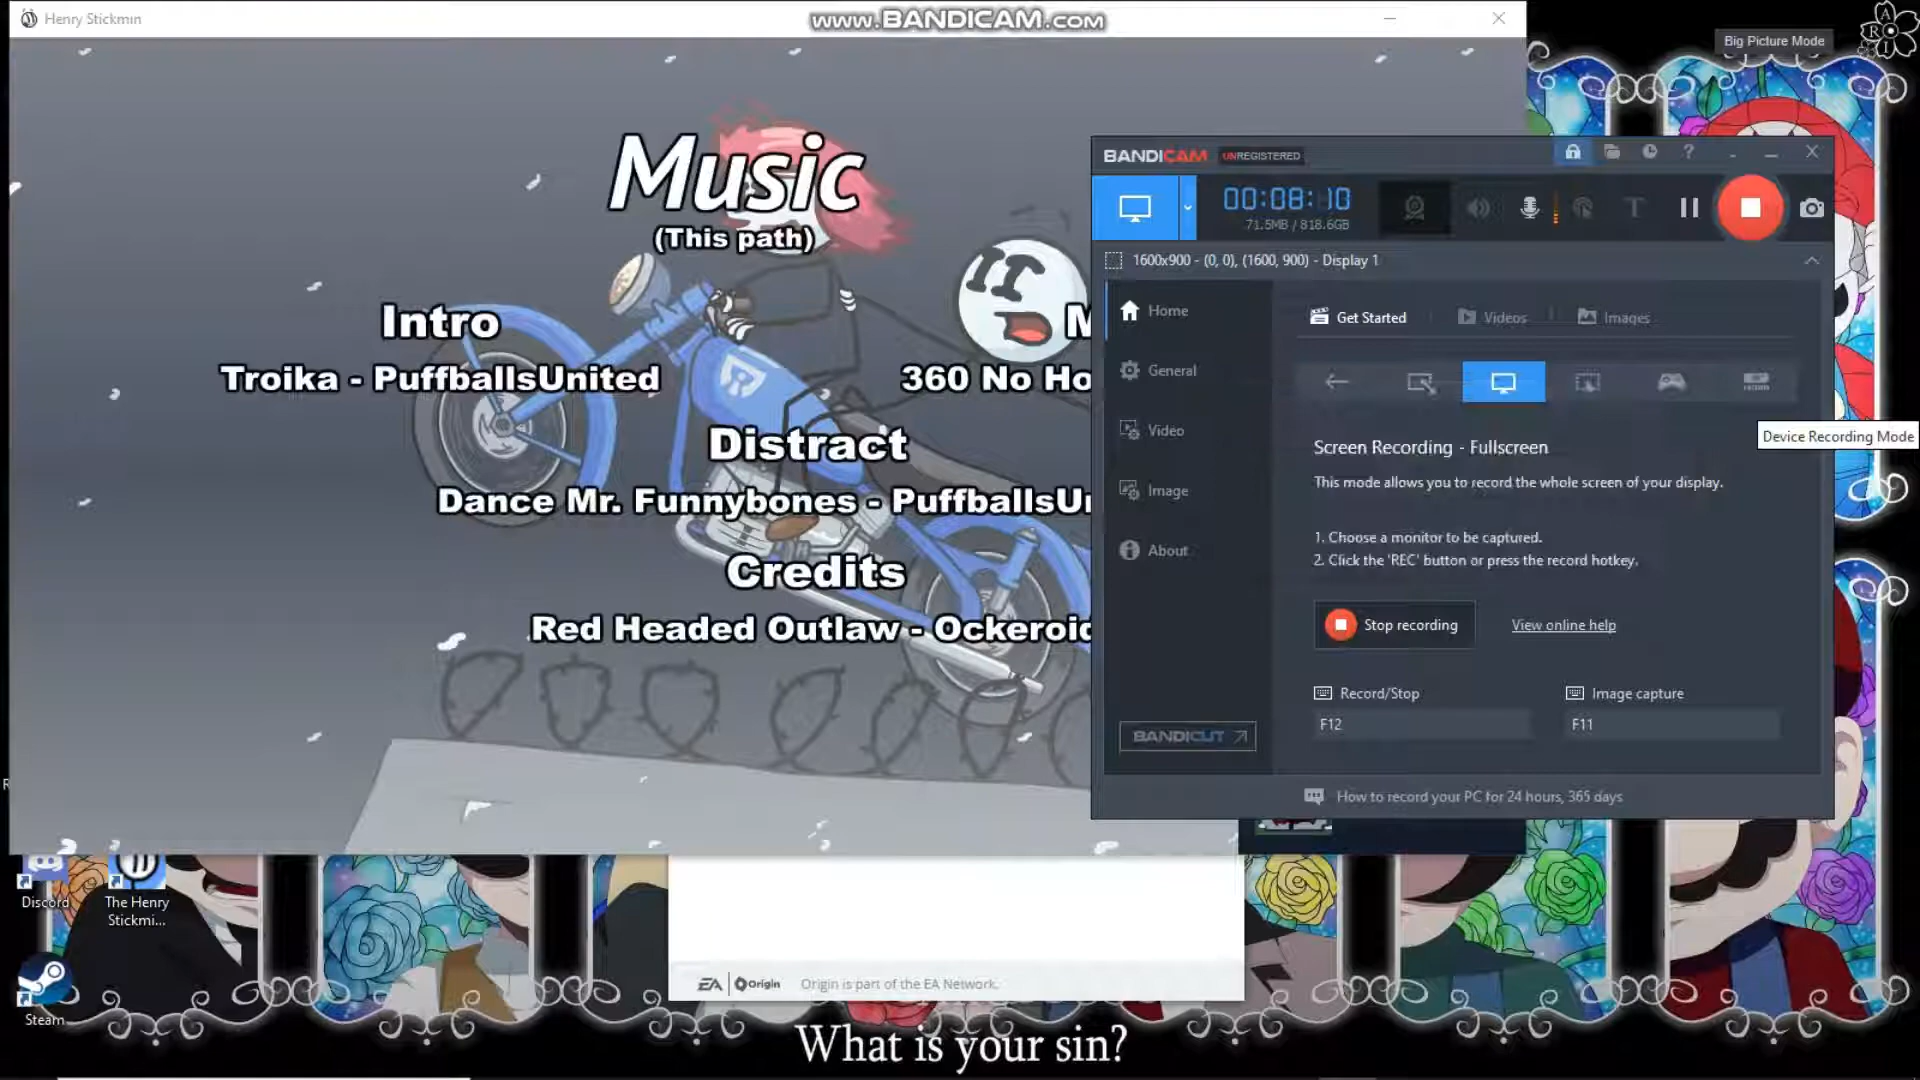 Henry Stickmin
www.BANDICAM.com
Big Picture Mode
A
R
I
Music
(This path)
Intro
Troika - PuffballsUnited
M
360 No Ho
Distract
Dance Mr. Funnybones - PuffballsU
Credits
Red Headed Outlaw - Ockeroid
BANDICAM UNREGISTERED
?
00:08:10
71.5MB / 818.6GB
T
1600x900 - (0, 0), (1600, 900) - Display 1
Home
General
Video
Image
About
BANDICUT
Get Started
Videos
Images
Device Recording Mode
Screen Recording - Fullscreen
This mode allows you to record the whole screen of your display.
1. Choose a monitor to be captured.
2. Click the 'REC' button or press the record hotkey.
Stop recording
View online help
Record/Stop
Image capture
F12
F11
How to record your PC for 24 hours, 365 days
Discord
The Henry
Stickmi...
Steam
EA Origin
Origin is part of the EA Network.
What is your sin?